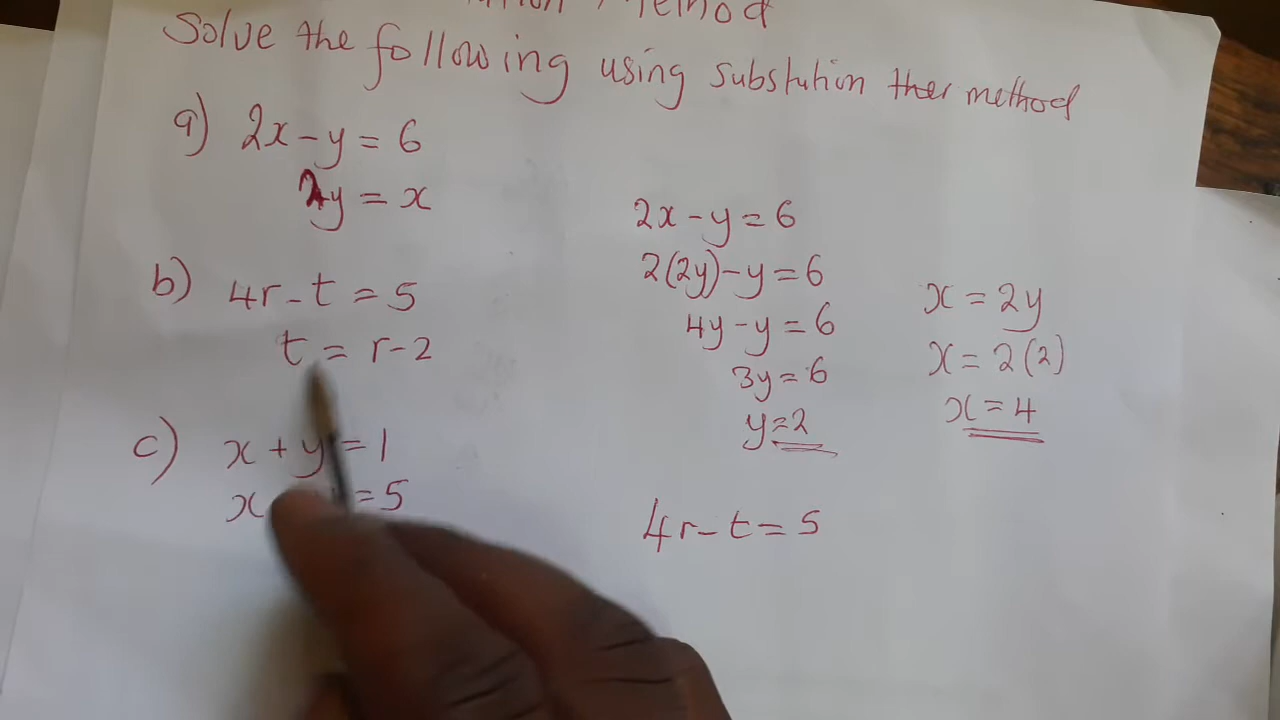 Method
Solve the following using substution ther method
a) 2x - y = 6
2y = x
b) 4r - t = 5
t = r - 2
c) x + y = 1
x = 5
2x - y = 6
2(2y) - y = 6
4y - y = 6
3y = 6
y = 2
x = 2y
x = 2(2)
x = 4
4r - t = 5